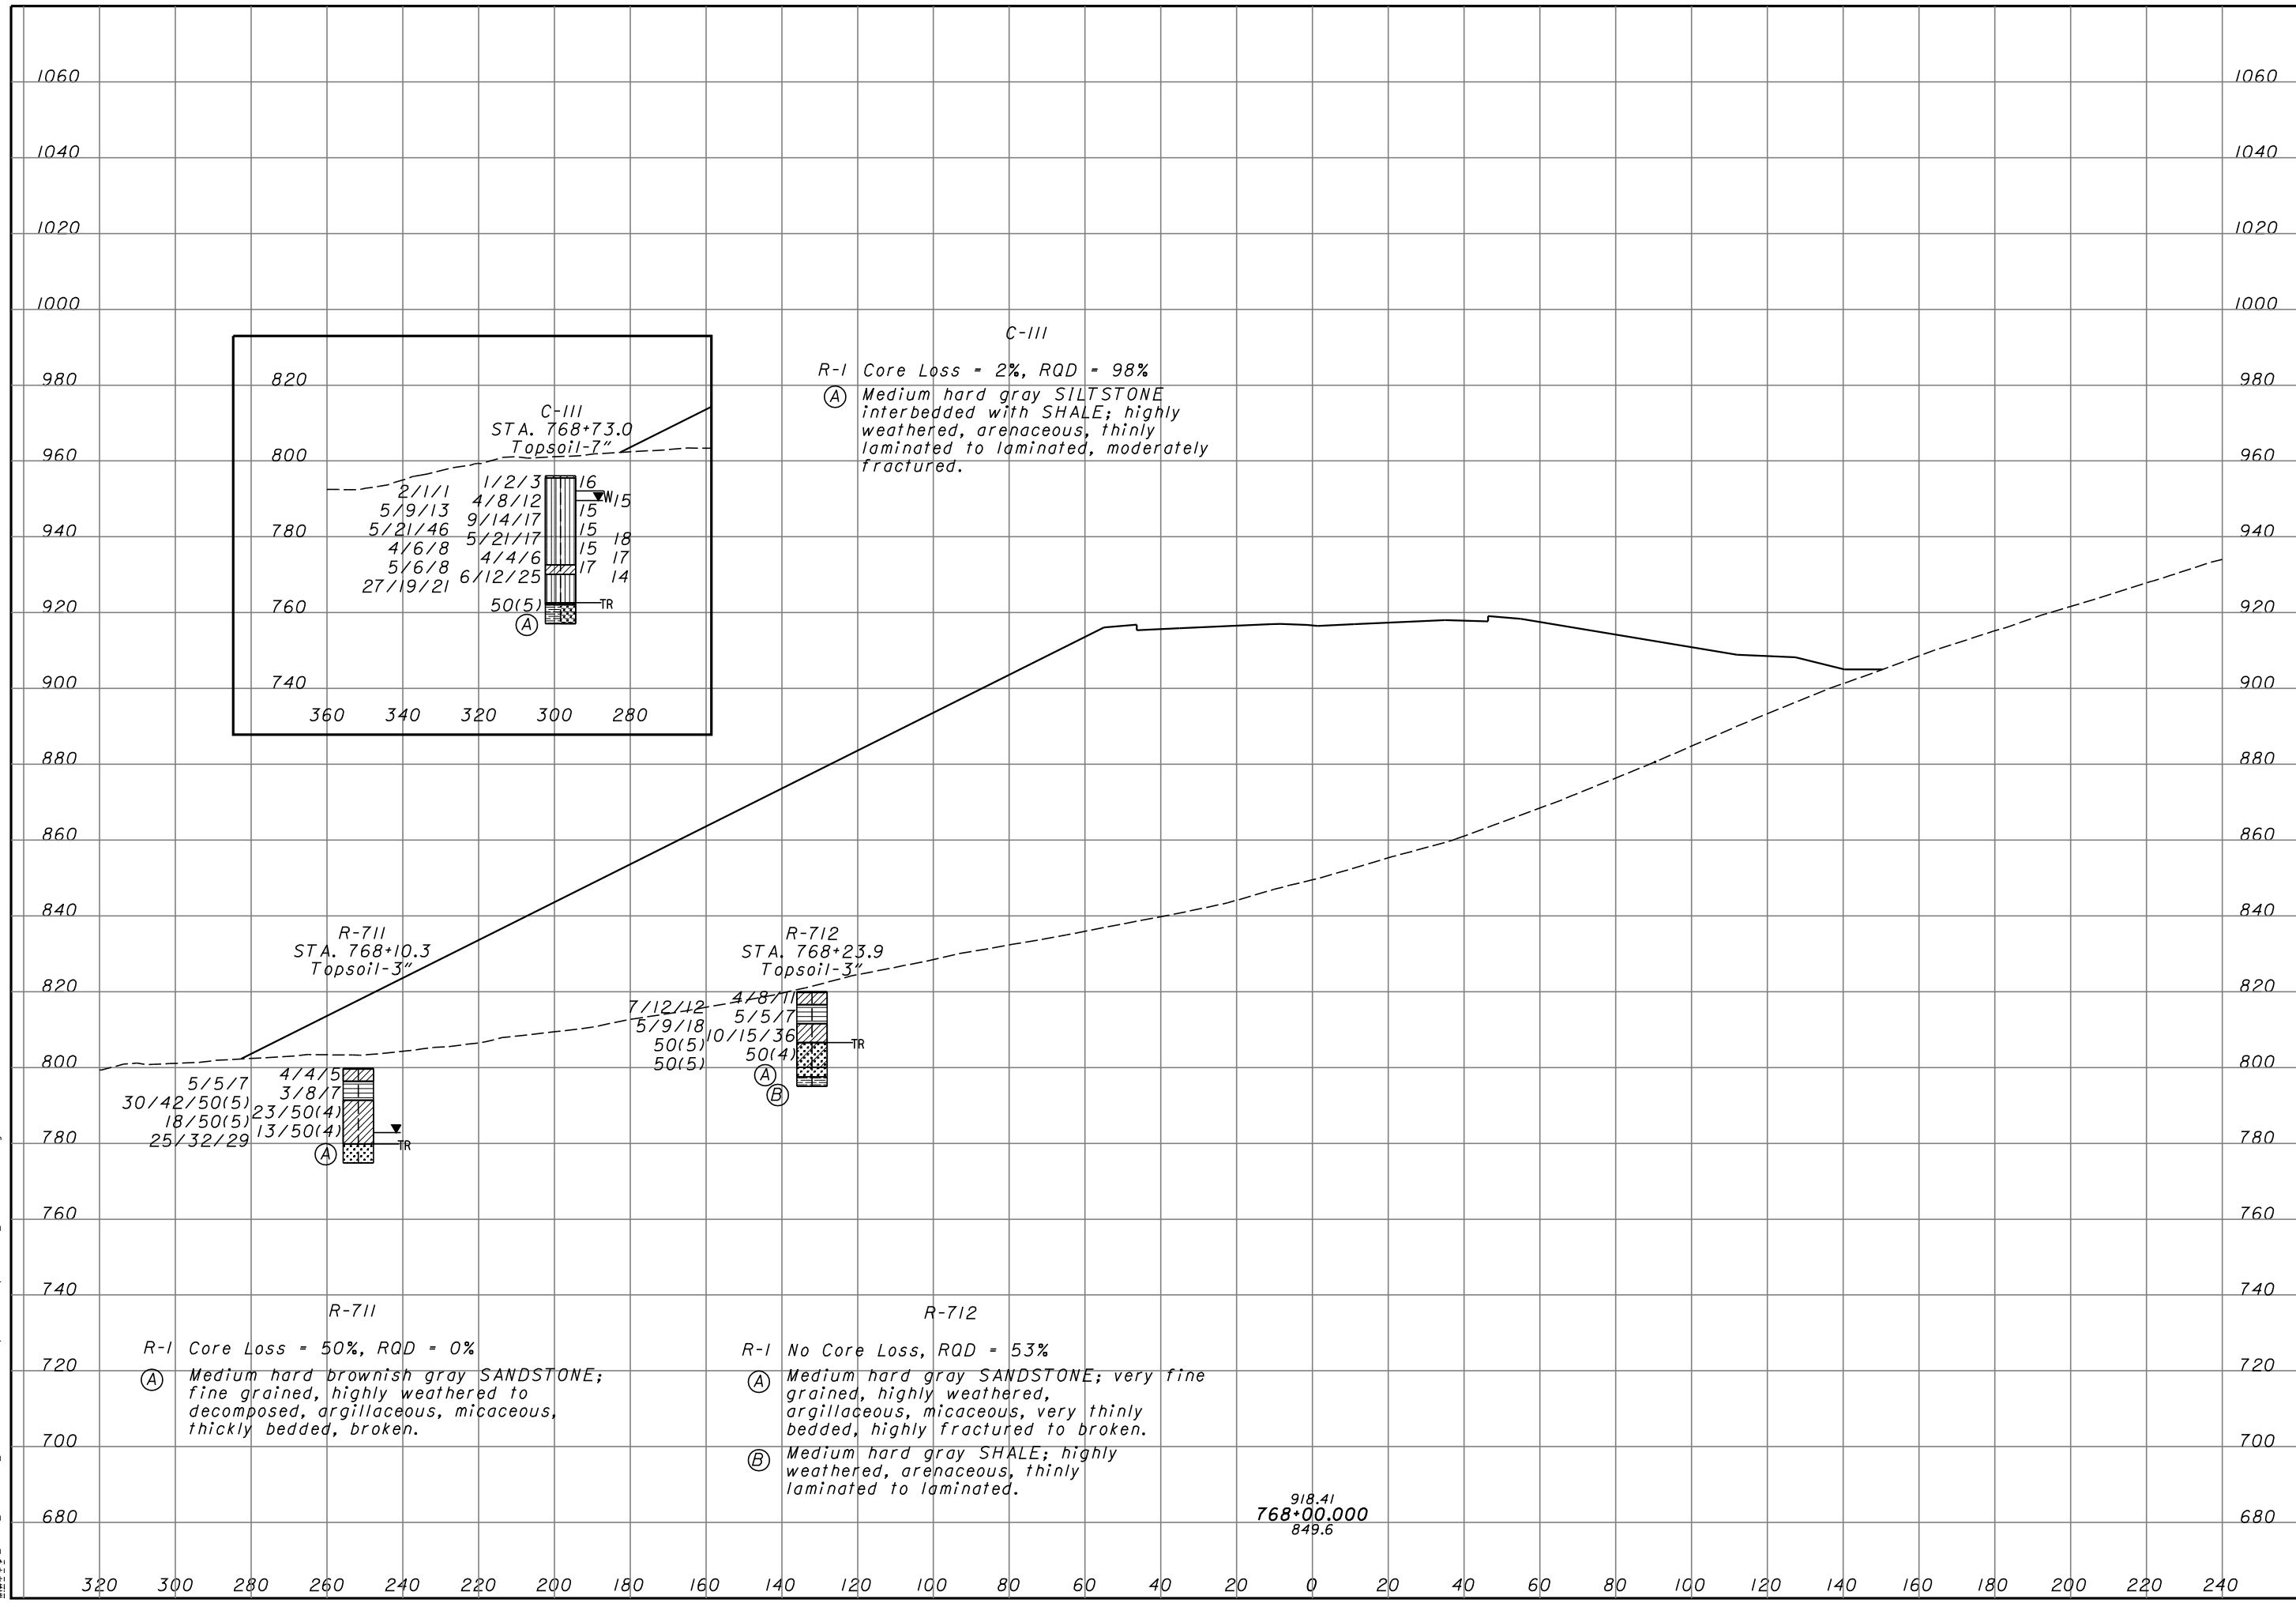 1060 1060
1040 1040
1020 1020
1000 1000
C-111
R-1 Core Loss = 2%, RQD = 98%
980 820 980
A Medium hard gray SILTSTONE
interbedded with SHALE; highly
weathered, arenaceous, thinly
laminated to laminated, moderately
fractured.
C-111
STA. 768+73.0
Topsoil-7"
960 800 960
1/2/3 16
2/1/1
4/8/12 W 15
5/9/13 15
9/14/17
5/21/46 15
940 780 940
5/21/17 18
4/6/8 15
4/4/6 17
5/6/8 17
6/12/25 14
27/19/21
920 760 920
50(5) TR
A
900 740 900
360 340 320 300 280
880 880
860 860
840 840
R-711
STA. 768+10.3
Topsoil-3"
R-712
STA. 768+23.9
Topsoil-3"
820 820
4/8/11
7/12/12
5/5/7
5/9/18
10/15/36
50(5) TR
50(4)
50(5)
A
B
800 800
4/4/5
5/5/7
3/8/7
30/42/50(5)
23/50(4)
18/50(5)
13/50(4)
25/32/29
TR
A
780 780
760 760
740 740
R-711
R-1 Core Loss = 50%, RQD = 0%
A Medium hard brownish gray SANDSTONE;
fine grained, highly weathered to
decomposed, argillaceous, micaceous,
thickly bedded, broken.
R-712
R-1 No Core Loss, RQD = 53%
A Medium hard gray SANDSTONE; very fine
grained, highly weathered,
argillaceous, micaceous, very thinly
bedded, highly fractured to broken.
B Medium hard gray SHALE; highly
weathered, arenaceous, thinly
laminated to laminated.
720 720
700 700
918.41
768+00.000
849.6
680 680
320 300 280 260 240 220 200 180 160 140 120 100 80 60 40 20 0 20 40 60 80 100 120 140 160 180 200 220 240